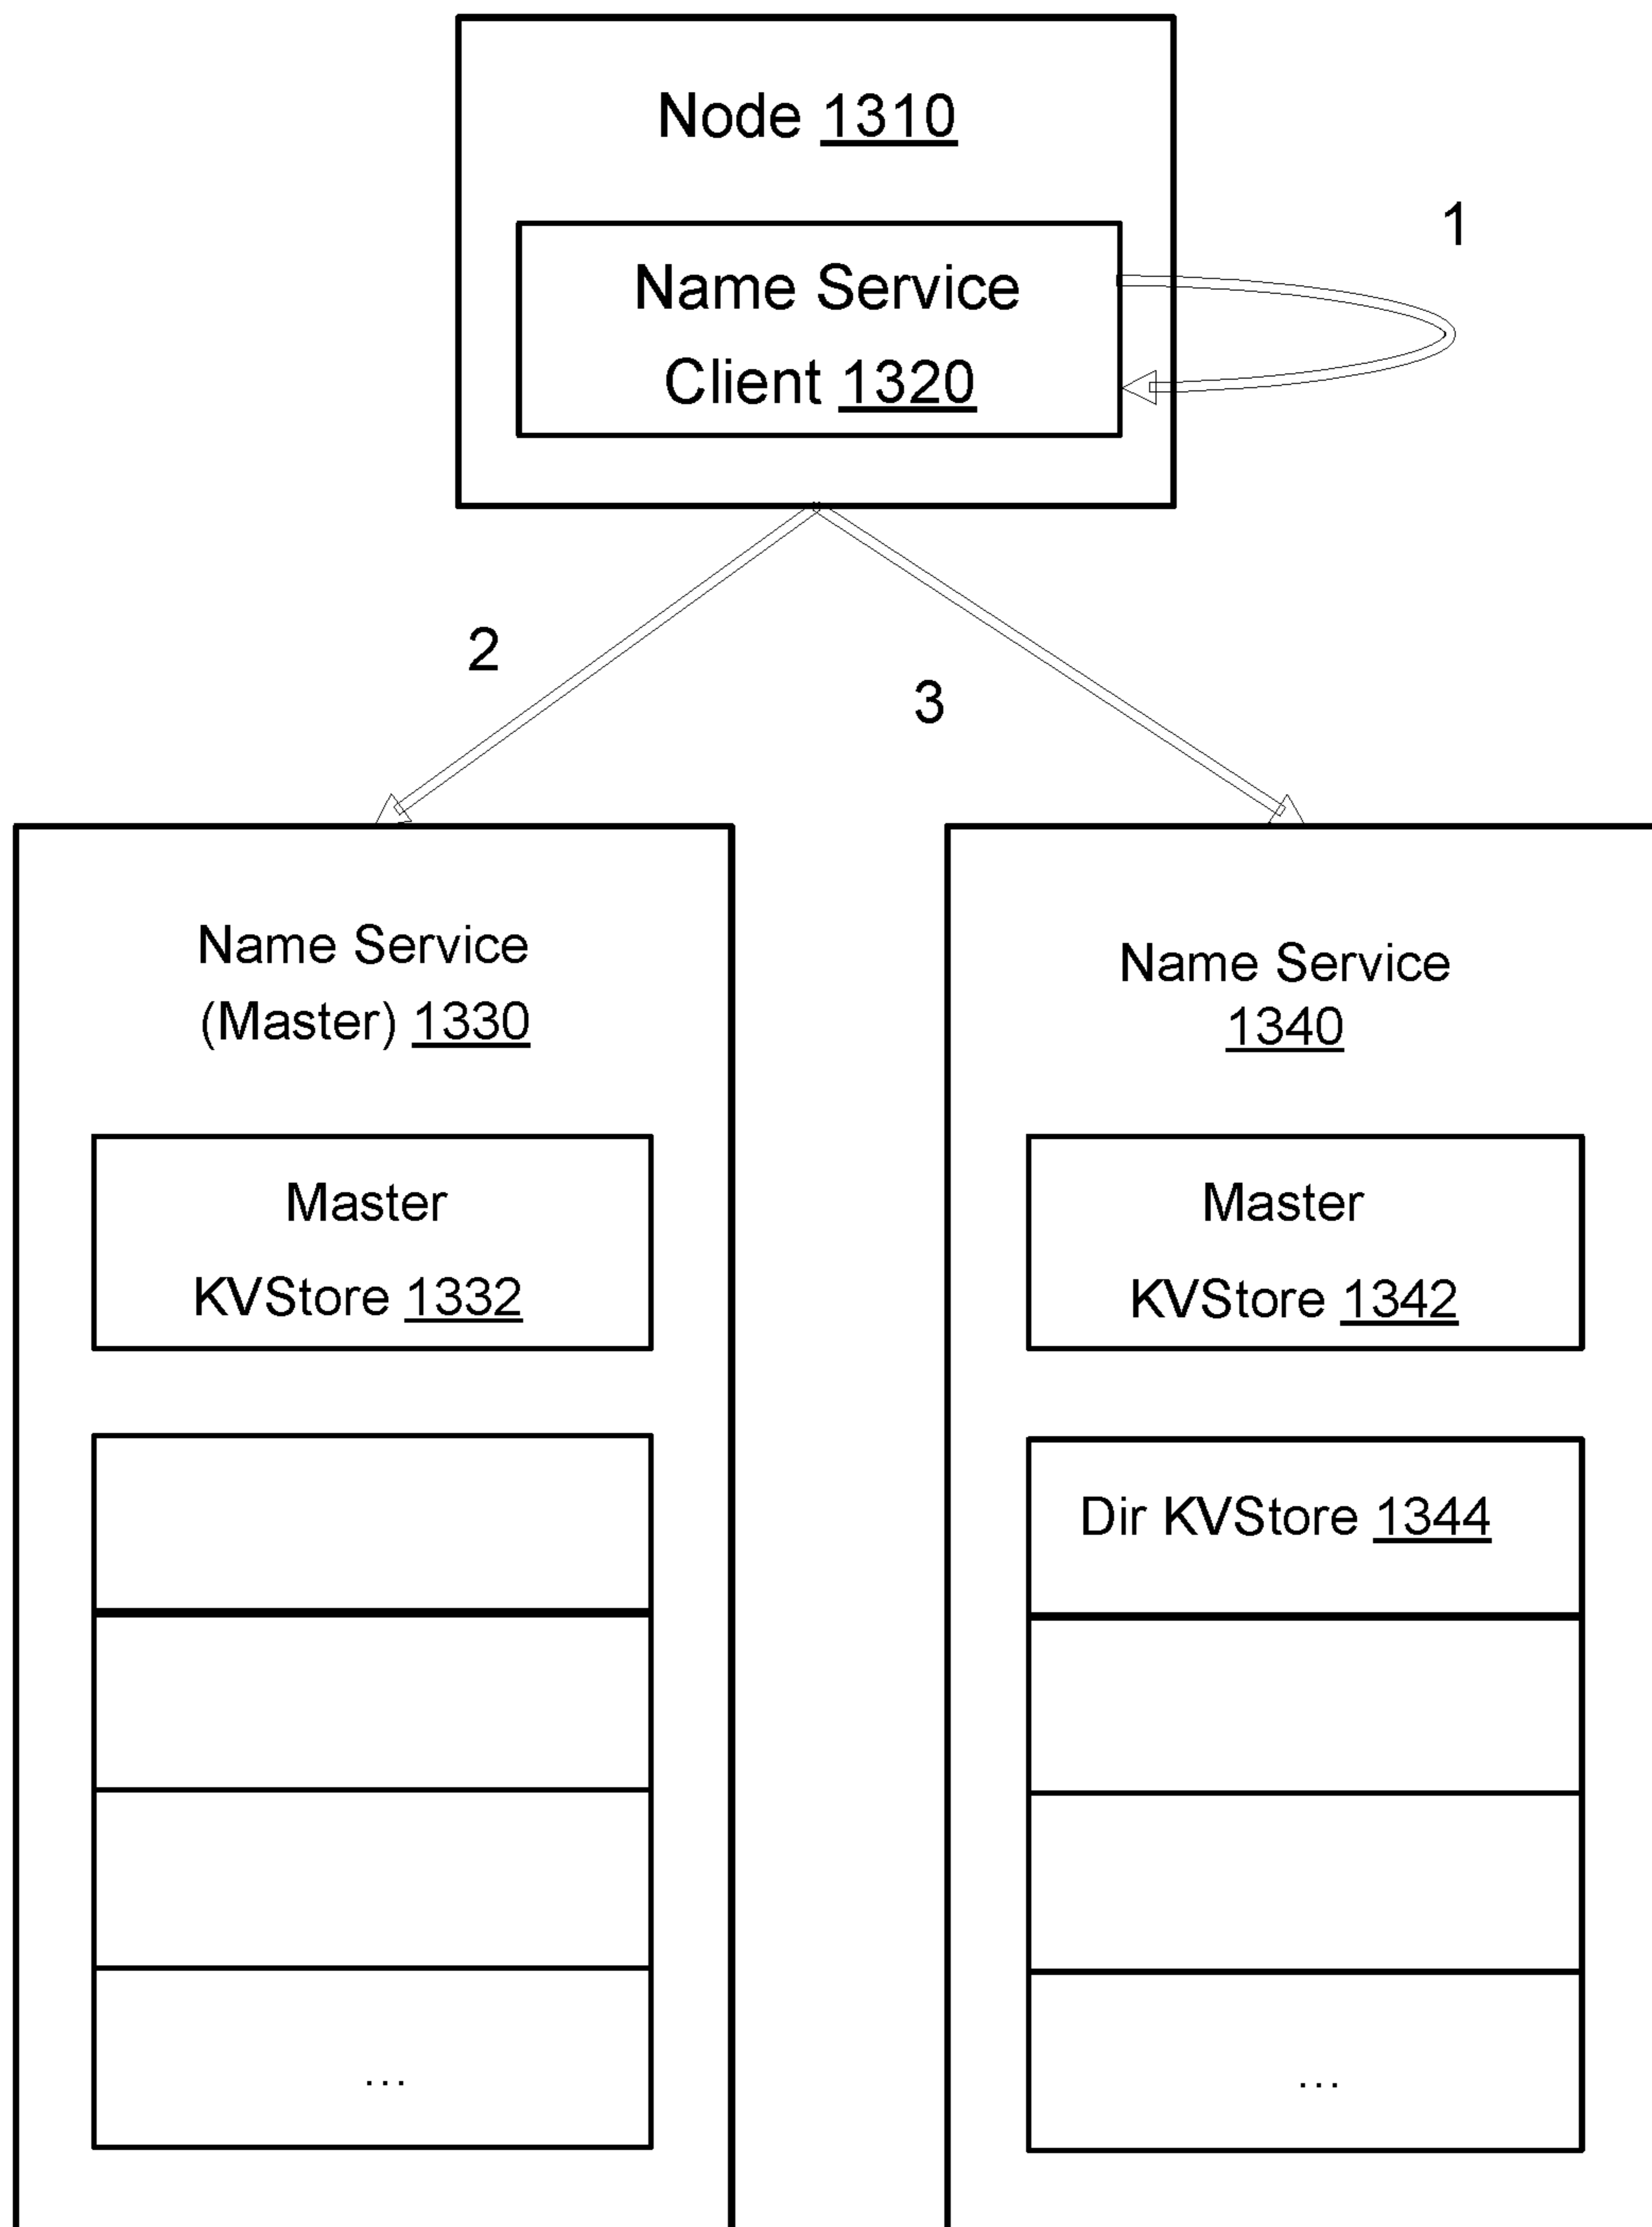 Node 1310
Name Service
Client 1320
1
2
3
Name Service
(Master) 1330
Master
KVStore 1332
...
Name Service
1340
Master
KVStore 1342
Dir KVStore 1344
...